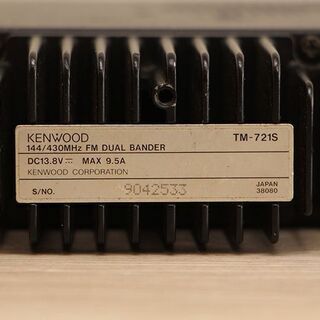 KENWOOD TM-721S
144/430MHz FM DUAL BANDER
DC13.8V⎓ MAX 9.5A
KENWOOD CORPORATION
S/NO. 9042533
JAPAN
38080